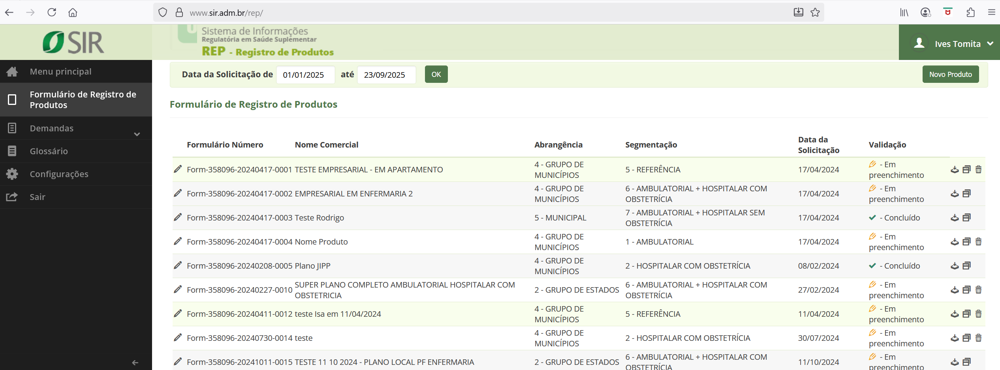 www.sir.adm.br/rep/
SIR
Sistema de Informações
Regulatória em Saúde Suplementar
REP - Registro de Produtos
Ives Tomita
Menu principal
Formulário de Registro de
Produtos
Demandas
Glossário
Configurações
Sair
Data da Solicitação de 01/01/2025 até 23/09/2025 OK Novo Produto
Formulário de Registro de Produtos
Formulário Número Nome Comercial Abrangência Segmentação Data da Solicitação Validação
Form-358096-20240417-0001 TESTE EMPRESARIAL - EM APARTAMENTO 4 - GRUPO DE MUNICÍPIOS 5 - REFERÊNCIA 17/04/2024 - Em preenchimento
Form-358096-20240417-0002 EMPRESARIAL EM ENFERMARIA 2 4 - GRUPO DE MUNICÍPIOS 6 - AMBULATORIAL + HOSPITALAR COM OBSTETRÍCIA 17/04/2024 - Em preenchimento
Form-358096-20240417-0003 Teste Rodrigo 5 - MUNICIPAL 7 - AMBULATORIAL + HOSPITALAR SEM OBSTETRÍCIA 17/04/2024 - Concluído
Form-358096-20240417-0004 Nome Produto 4 - GRUPO DE MUNICÍPIOS 1 - AMBULATORIAL 17/04/2024 - Em preenchimento
Form-358096-20240208-0005 Plano JIPP 4 - GRUPO DE MUNICÍPIOS 2 - HOSPITALAR COM OBSTETRÍCIA 08/02/2024 - Concluído
Form-358096-20240227-0010 SUPER PLANO COMPLETO AMBULATORIAL HOSPITALAR COM OBSTETRICIA 2 - GRUPO DE ESTADOS 6 - AMBULATORIAL + HOSPITALAR COM OBSTETRÍCIA 27/02/2024 - Em preenchimento
Form-358096-20240411-0012 teste Isa em 11/04/2024 4 - GRUPO DE MUNICÍPIOS 5 - REFERÊNCIA 11/04/2024 - Em preenchimento
Form-358096-20240730-0014 teste 4 - GRUPO DE MUNICÍPIOS 2 - HOSPITALAR COM OBSTETRÍCIA 30/07/2024 - Em preenchimento
Form-358096-20241011-0015 TESTE 11 10 2024 - PLANO LOCAL PF ENFERMARIA 2 - GRUPO DE ESTADOS 6 - AMBULATORIAL + HOSPITALAR COM OBSTETRÍCIA 11/10/2024 - Em preenchimento